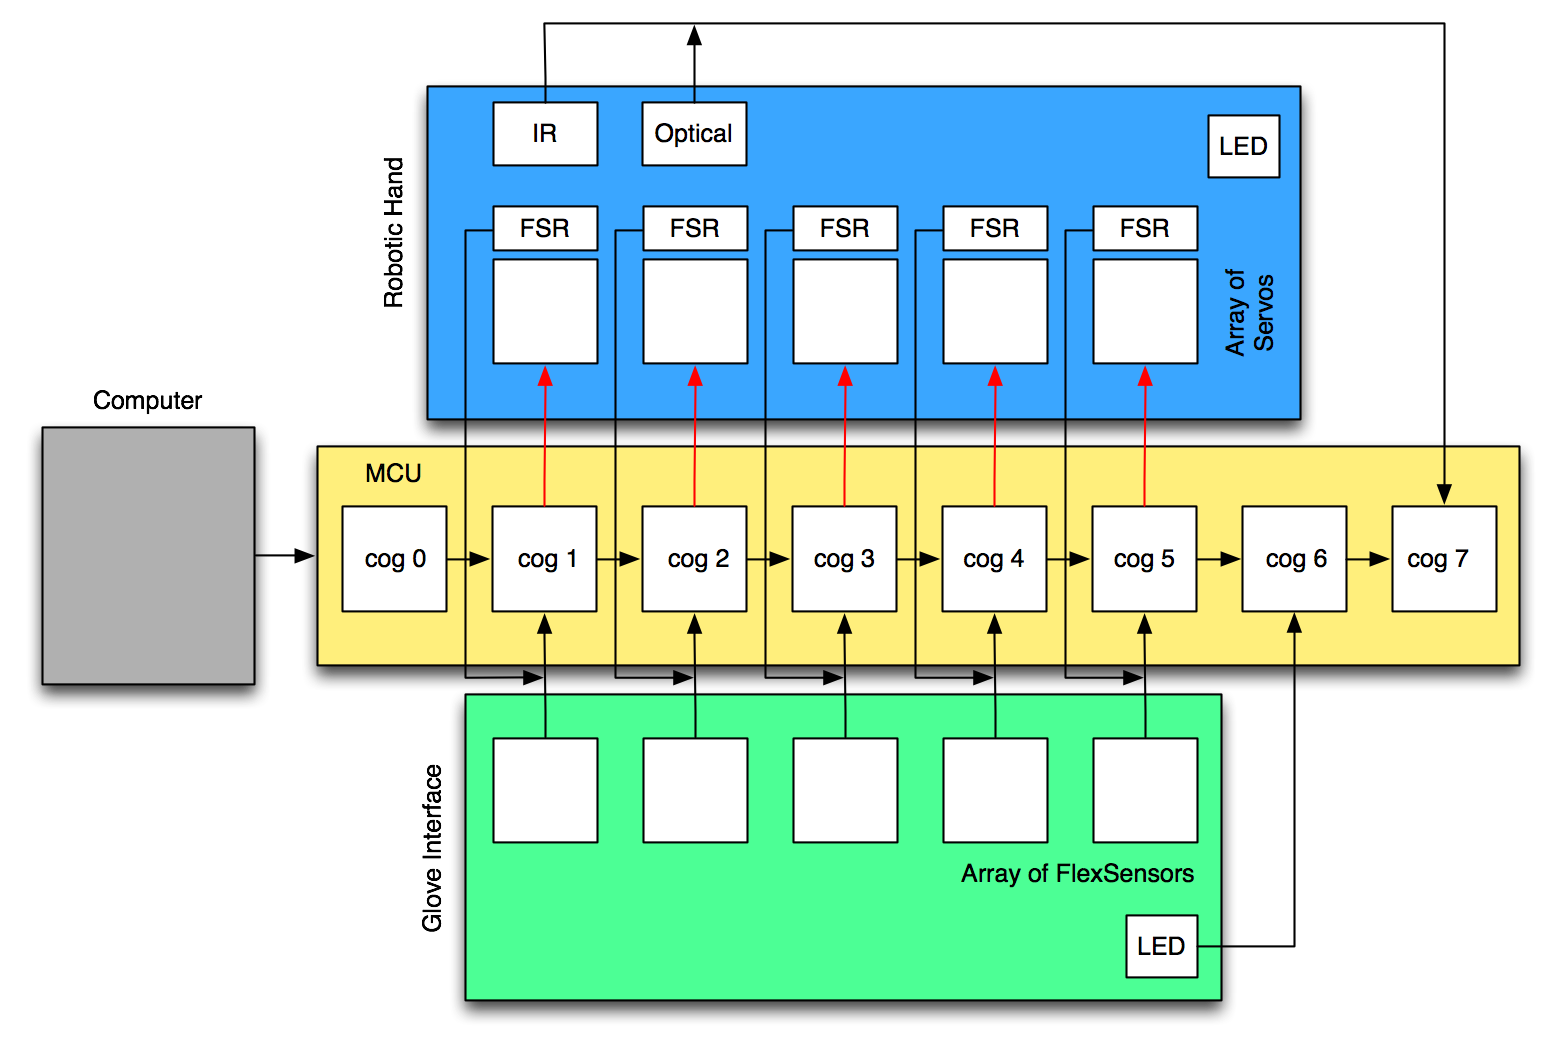 IR
Optical
LED
Robotic Hand
FSR
FSR
FSR
FSR
FSR
Array of
Servos
Computer
MCU
cog 0
cog 1
cog 2
cog 3
cog 4
cog 5
cog 6
cog 7
Glove Interface
Array of FlexSensors
LED